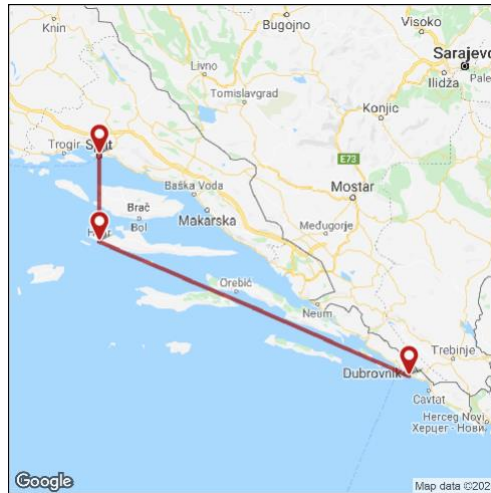 Knin
Bugojno
Visoko
Sarajevo
Ilidža
Pale
Livno
Tomislavgrad
Konjic
Trogir
E73
Baška Voda
Mostar
Brač
Bol
Makarska
Međugorje
Orebić
Neum
Trebinje
Dubrovnik
Cavtat
Herceg Novi
Херцег - Нови
Google
Map data ©202